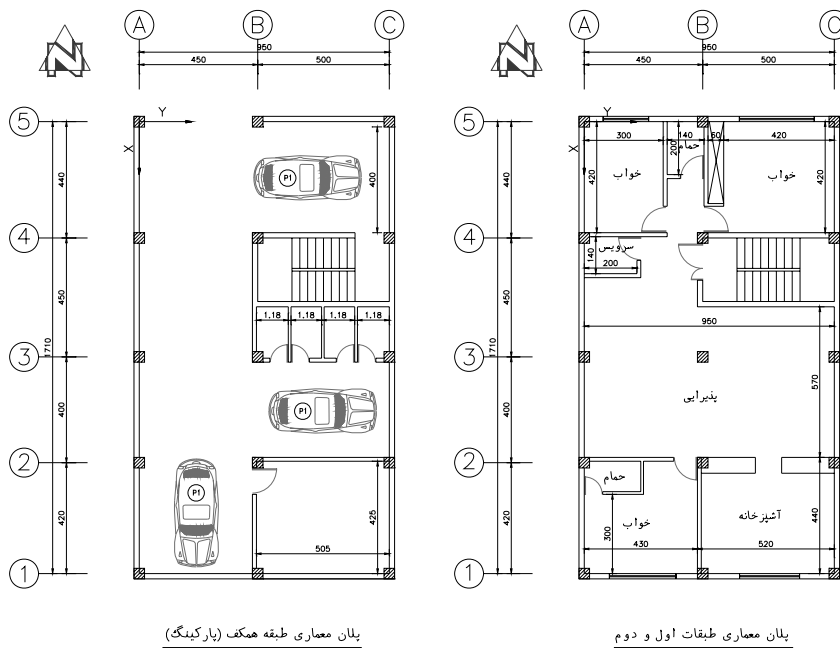 A B C
950
450 500
N
5
4
3
2
1
440
450
400
420
1710
Y
X
P1
400
1.18 1.18 1.18 1.18
P1
P1
425
505
پلان معماری طبقه همکف (پارکینگ)
A B C
950
450 500
N
5
4
3
2
1
440
450
400
420
1710
Y
X
300 140 60 420
حمام
200
خواب
خواب
420
420
سرویس
140
200
950
570
پذیرایی
حمام
آشپزخانه
خواب
300
440
430 520
پلان معماری طبقات اول و دوم